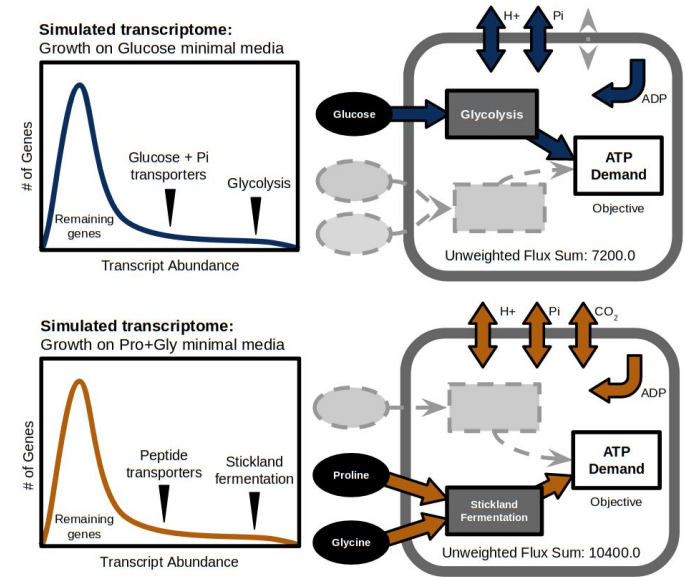 Simulated transcriptome:
Growth on Glucose minimal media
# of Genes
Glucose + Pi
transporters
Glycolysis
Remaining
genes
Transcript Abundance
H+
Pi
ADP
Glucose
Glycolysis
ATP
Demand
Objective
Unweighted Flux Sum: 7200.0
Simulated transcriptome:
Growth on Pro+Gly minimal media
# of Genes
Peptide
transporters
Stickland
fermentation
Remaining
genes
Transcript Abundance
H+
Pi
CO₂
ADP
ATP
Demand
Objective
Proline
Stickland
Fermentation
Glycine
Unweighted Flux Sum: 10400.0